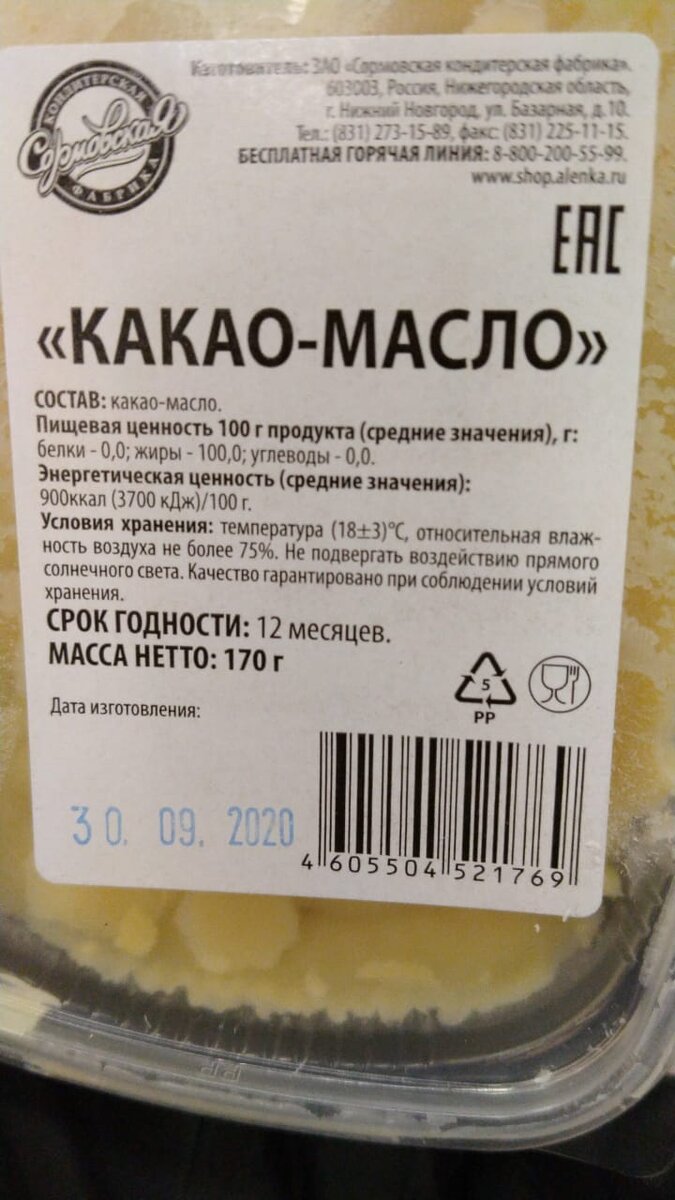 КОНДИТЕРСКАЯ
Сормовская
ФАБРИКА
Изготовитель: ЗАО «Сормовская кондитерская фабрика».
603003, Россия, Нижегородская область,
г. Нижний Новгород, ул. Базарная, д.10.
Тел.: (831) 273-15-89, факс: (831) 225-11-15.
БЕСПЛАТНАЯ ГОРЯЧАЯ ЛИНИЯ: 8-800-200-55-99.
www.shop.alenka.ru
ЕАС
«КАКАО-МАСЛО»
СОСТАВ: какао-масло.
Пищевая ценность 100 г продукта (средние значения), г:
белки - 0,0; жиры - 100,0; углеводы - 0,0.
Энергетическая ценность (средние значения):
900ккал (3700 кДж)/100 г.
Условия хранения: температура (18±3)°С, относительная влаж-
ность воздуха не более 75%. Не подвергать воздействию прямого
солнечного света. Качество гарантировано при соблюдении условий
хранения.
СРОК ГОДНОСТИ: 12 месяцев.
МАССА НЕТТО: 170 г
5
PP
Дата изготовления:
30. 09. 2020
4 605504 521769
PP